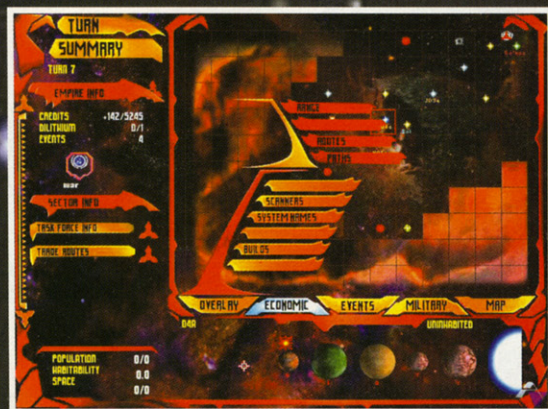 TURN
SUMMARY
TURN 7
EMPIRE INFO
CREDITS +142/5245
DILITHIUM 0/1
EVENTS 4
WAR
SECTOR INFO
TASK FORCE INFO
TRADE ROUTES
RANGE
ROUTES
PATHS
SCANNERS
SYSTEM NAMES
BUILDS
OVERLAY
ECONOMIC
EVENTS
MILITARY
MAP
UNINHABITED
POPULATION 0/0
HABITABILITY 0.0
SPACE 0/0